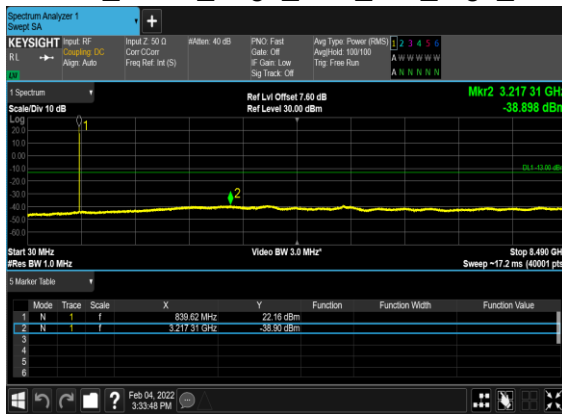 Spectrum Analyzer 1
Swept SA
KEYSIGHT
RL
Input: RF
Coupling: DC
Align: Auto
Input Z: 50 Ω
Corr CCorr
Freq Ref: Int (S)
#Atten: 40 dB
PNO: Fast
Gate: Off
IF Gain: Low
Sig Track: Off
Avg Type: Power (RMS)
Avg|Hold: 100/100
Trig: Free Run
1 2 3 4 5 6
A W W W W W
A N N N N N
LXI
1 Spectrum
Scale/Div 10 dB
Ref Lvl Offset 7.60 dB
Ref Level 30.00 dBm
Mkr2 3.217 31 GHz
-38.898 dBm
Log
20.0
10.0
0.00
-10.0
-20.0
-30.0
-40.0
-50.0
-60.0
1
2
DL1 -13.00 dBm
Start 30 MHz
#Res BW 1.0 MHz
Video BW 3.0 MHz*
Stop 8.490 GHz
Sweep ~17.2 ms (40001 pts)
5 Marker Table
Mode Trace Scale X Y Function Function Width Function Value
1 N 1 f 839.62 MHz 22.16 dBm
2 N 1 f 3.217 31 GHz -38.90 dBm
3
4
5
6
Feb 04, 2022
3:33:48 PM